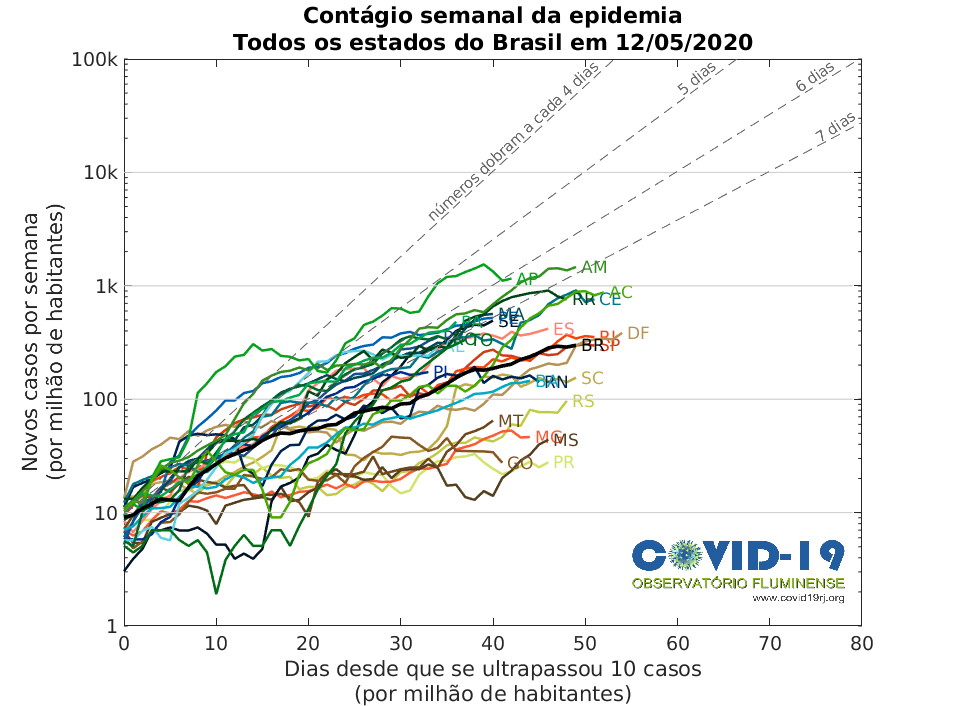 Contágio semanal da epidemia
Todos os estados do Brasil em 12/05/2020
100k
10k
1k
100
10
1
Novos casos por semana
(por milhão de habitantes)
números dobram a cada 4 dias
5 dias
6 dias
7 dias
AP
AM
AC
CE
MA
SE
ES
DF
RJ
BR
SP
PI
RN
SC
RS
MT
MG
MS
GO
PR
COVID-19
OBSERVATÓRIO FLUMINENSE
www.covid19rj.org
0 10 20 30 40 50 60 70 80
Dias desde que se ultrapassou 10 casos
(por milhão de habitantes)